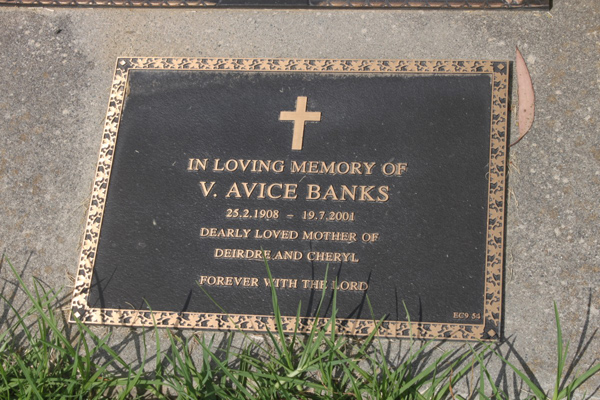 IN LOVING MEMORY OF
V. AVICE BANKS
25.2.1908 – 19.7.2001
DEARLY LOVED MOTHER OF
DEIRDRE AND CHERYL
FOREVER WITH THE LORD
EC9 54